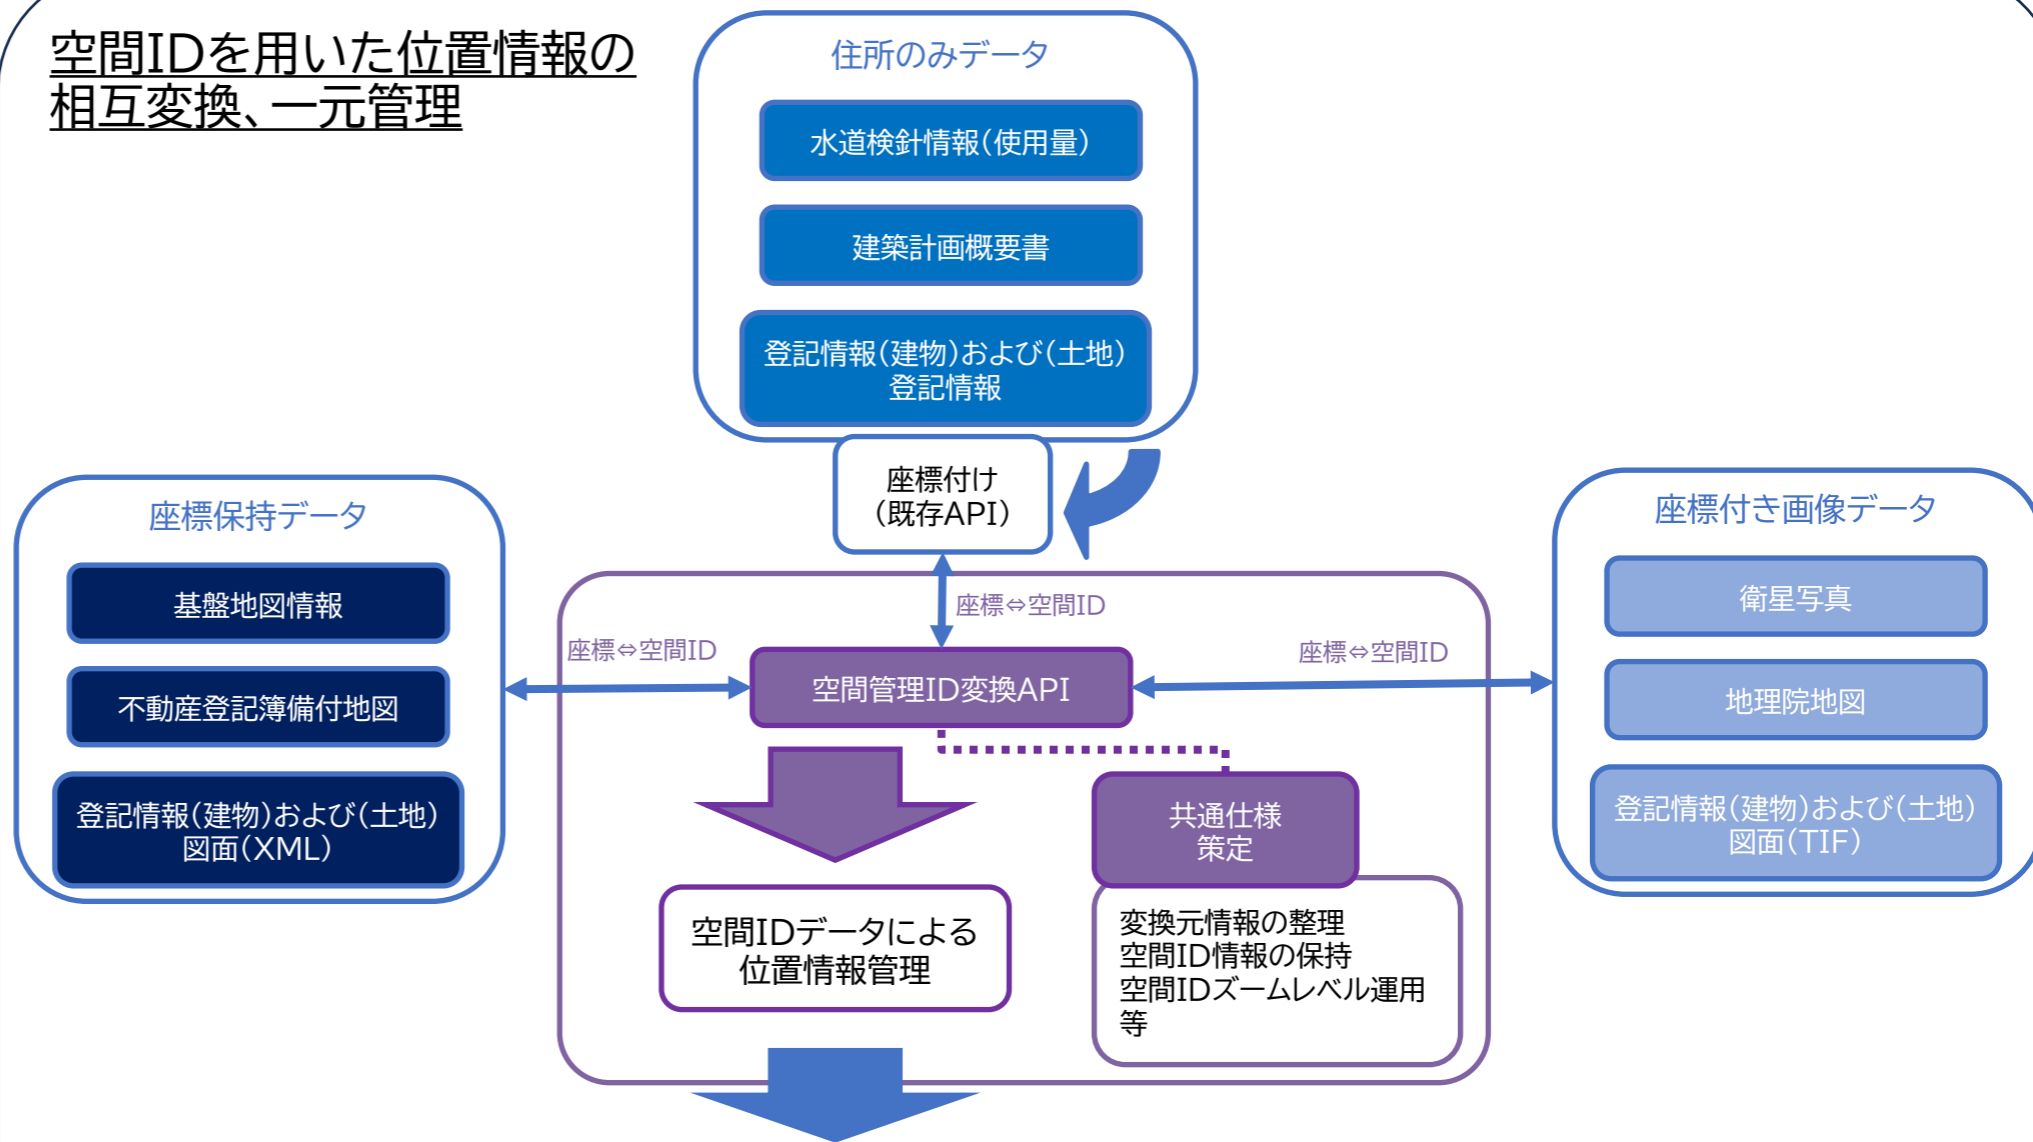 空間IDを用いた位置情報の
相互変換、一元管理
住所のみデータ
水道検針情報(使用量)
建築計画概要書
登記情報(建物)および(土地)
登記情報
座標付け
(既存API)
座標保持データ
基盤地図情報
不動産登記簿備付地図
登記情報(建物)および(土地)
図面(XML)
座標付き画像データ
衛星写真
地理院地図
登記情報(建物)および(土地)
図面(TIF)
座標⇔空間ID
座標⇔空間ID
座標⇔空間ID
空間管理ID変換API
共通仕様
策定
変換元情報の整理
空間ID情報の保持
空間IDズームレベル運用
等
空間IDデータによる
位置情報管理